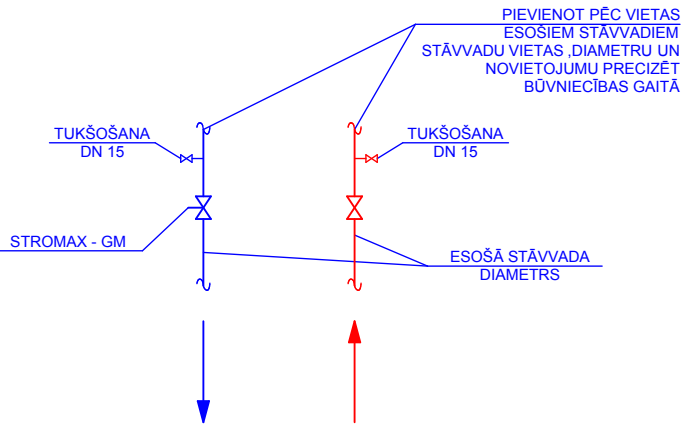 PIEVIENOT PĒC VIETAS
ESOŠIEM STĀVVADIEM
STĀVVADU VIETAS ,DIAMETRU UN
NOVIETOJUMU PRECIZĒT
BŪVNIECĪBAS GAITĀ
TUKŠOŠANA
DN 15
TUKŠOŠANA
DN 15
STROMAX - GM
ESOŠĀ STĀVVADA
DIAMETRS